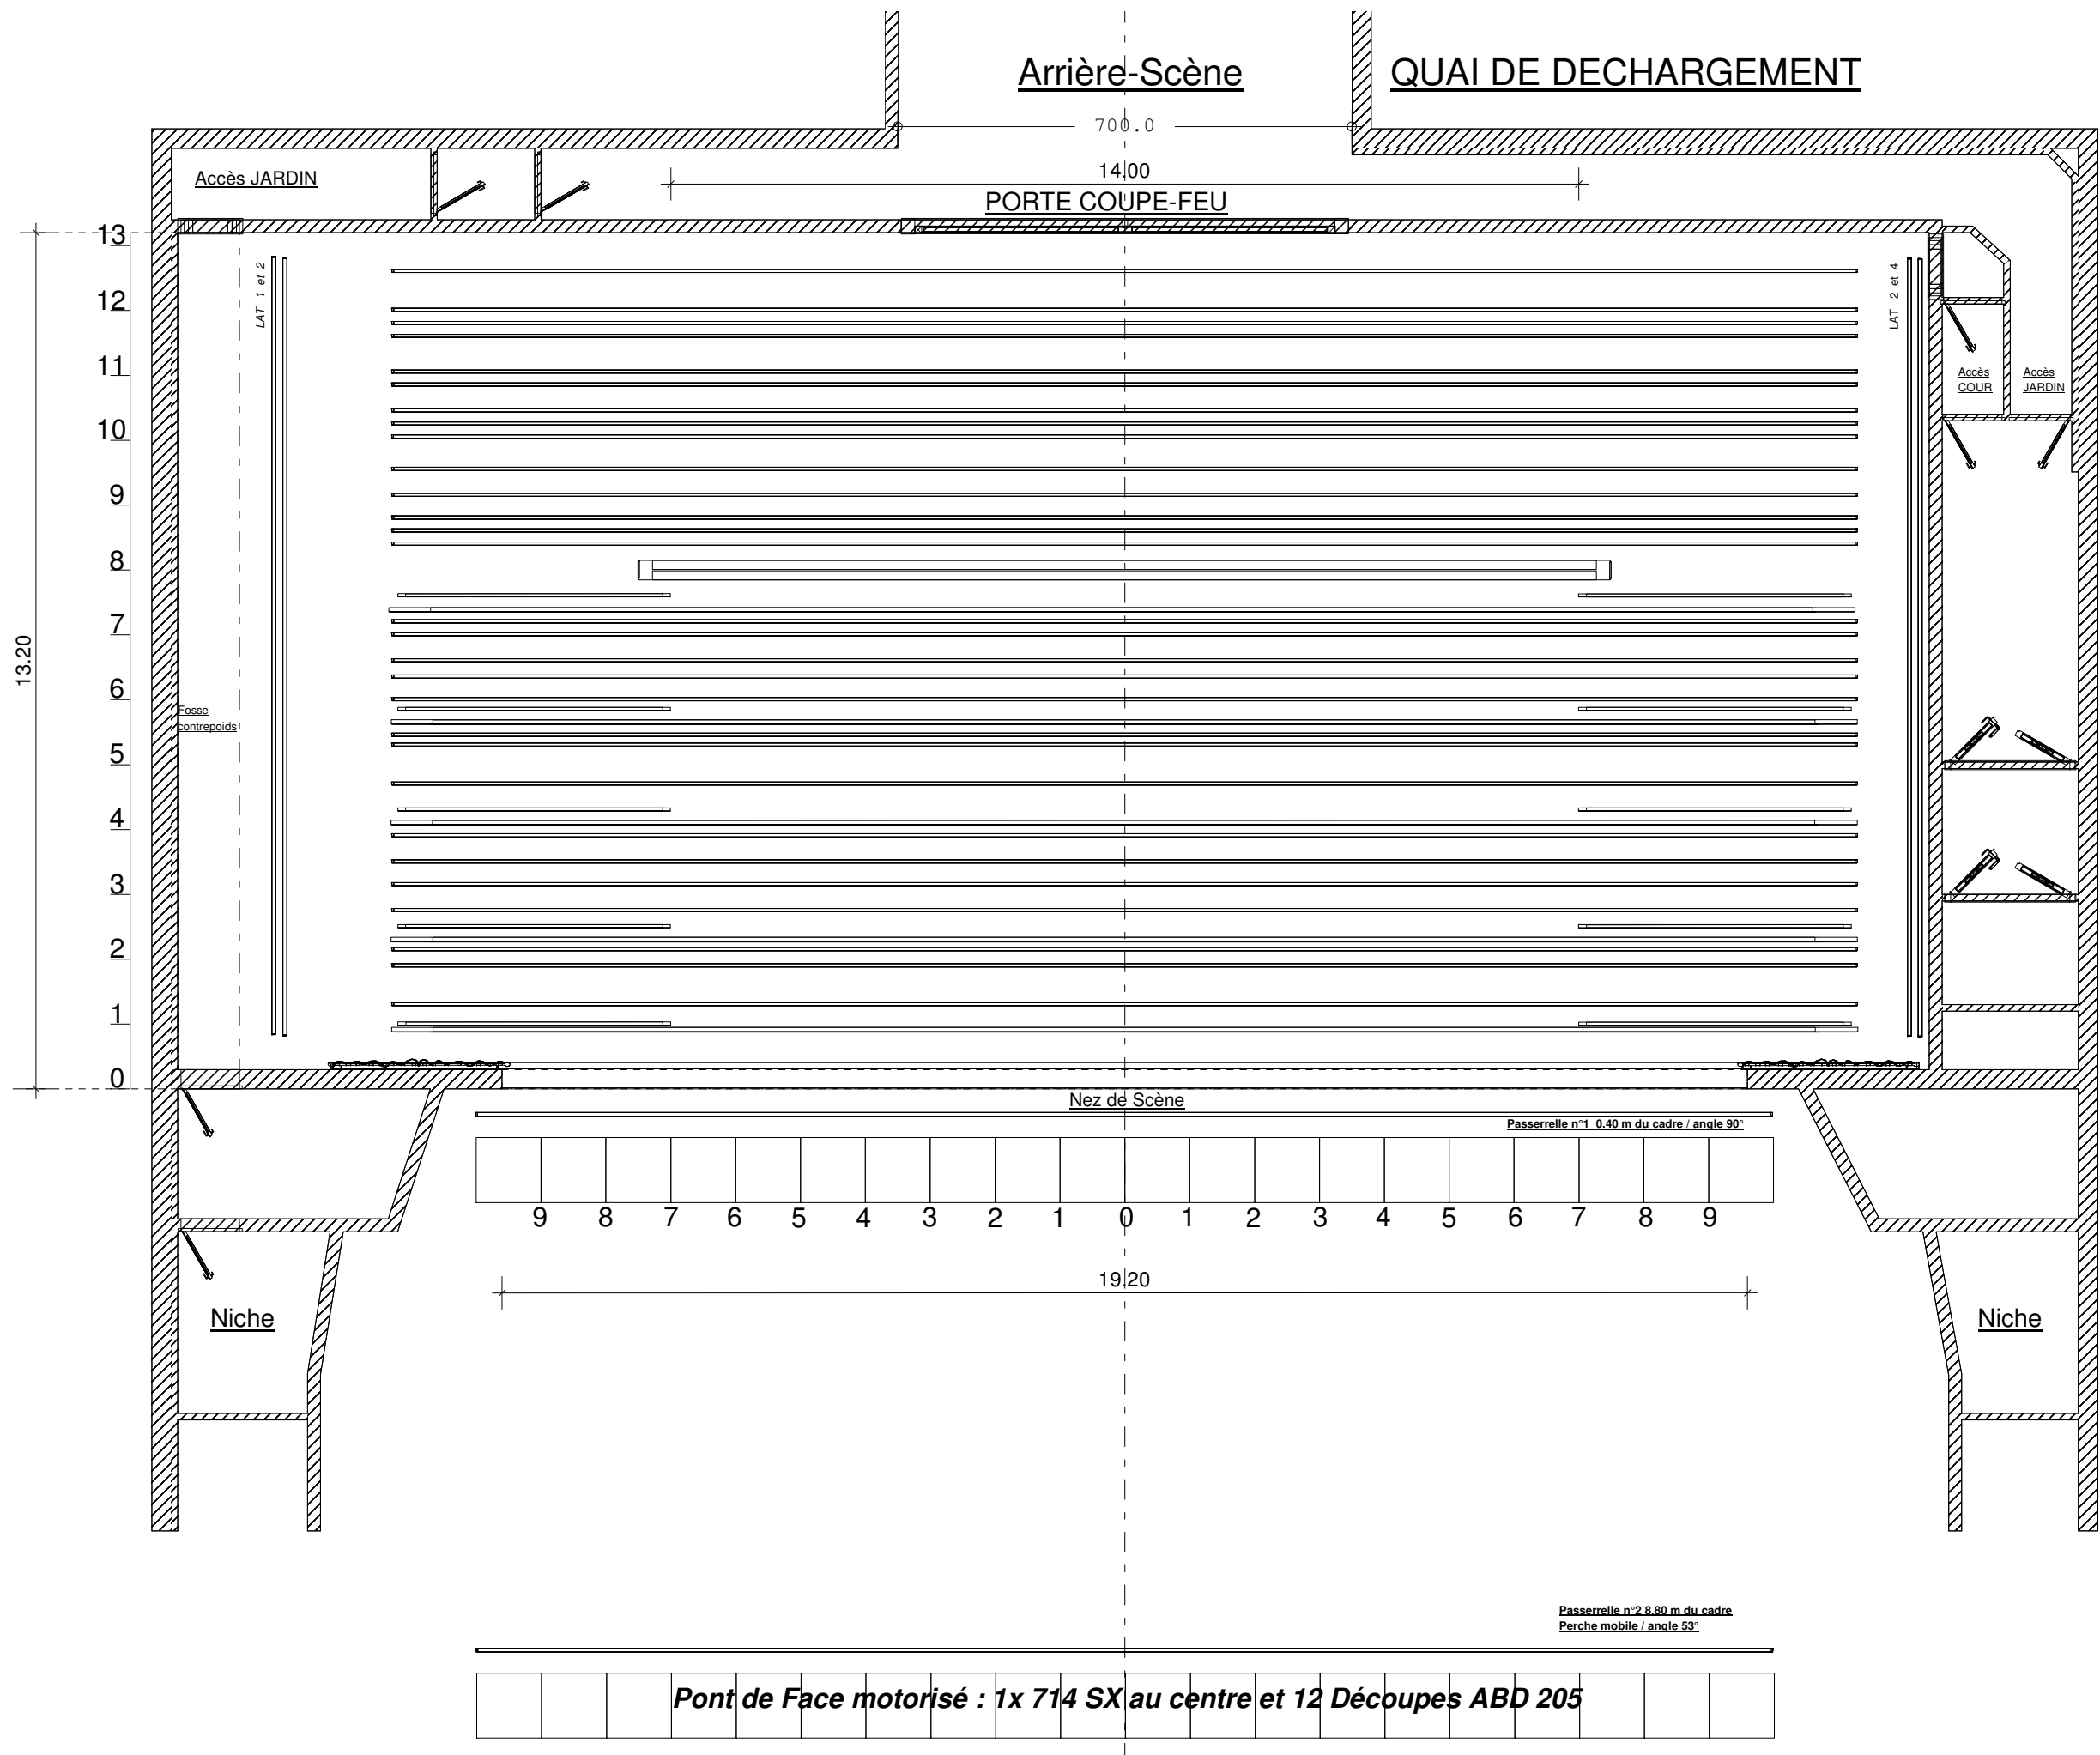 Arrière-Scène
QUAI DE DECHARGEMENT
700.0
Accès JARDIN
14.00
PORTE COUPE-FEU
13
12
11
10
9
8
7
6
5
4
3
2
1
0
13.20
LAT 1 et 2
LAT 2 et 4
Accès
COUR
Accès
JARDIN
Fosse
contrepoids
Nez de Scène
Passerrelle n°1 0.40 m du cadre / angle 90°
9 8 7 6 5 4 3 2 1 0 1 2 3 4 5 6 7 8 9
19.20
Niche
Niche
Passerrelle n°2 8.80 m du cadre
Perche mobile / angle 53°
Pont de Face motorisé : 1x 714 SX au centre et 12 Découpes ABD 205